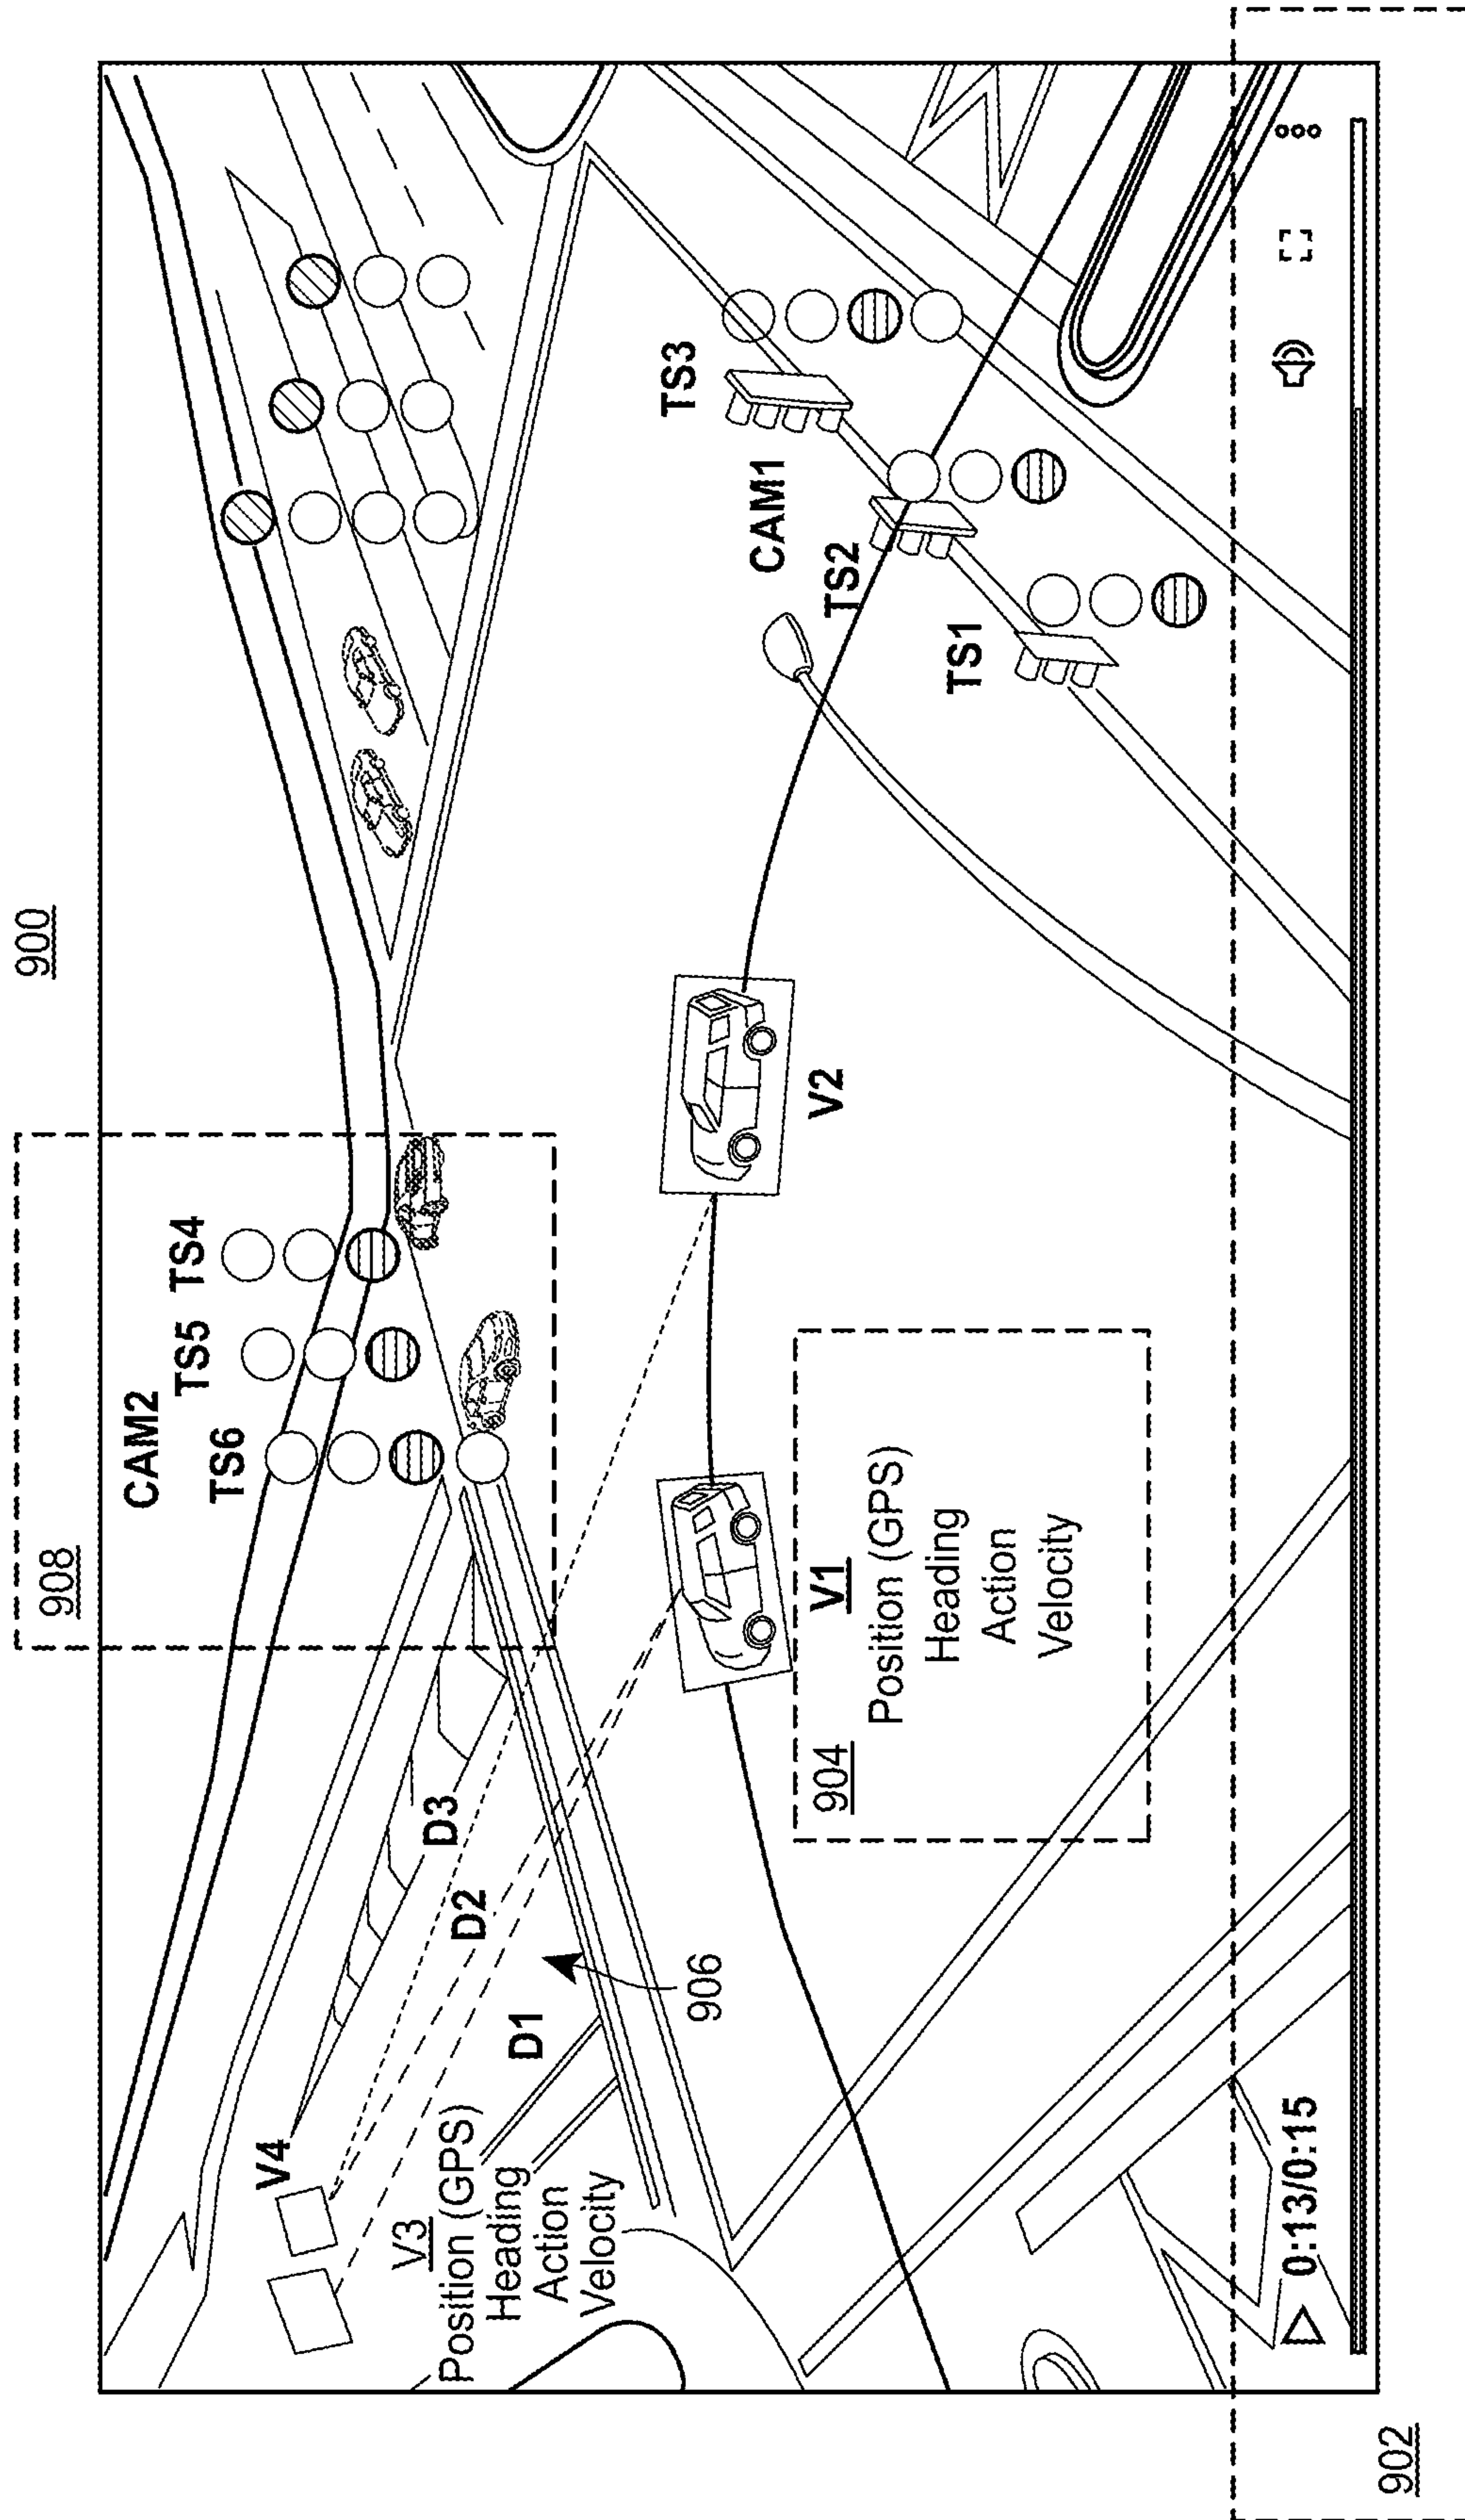 900
908
CAM2
TS6
TS5
TS4
V4
V3
Position (GPS)
Heading
Action
Velocity
D1
D2
D3
906
V2
904
V1
Position (GPS)
Heading
Action
Velocity
TS3
CAM1
TS2
TS1
0:13/0:15
902